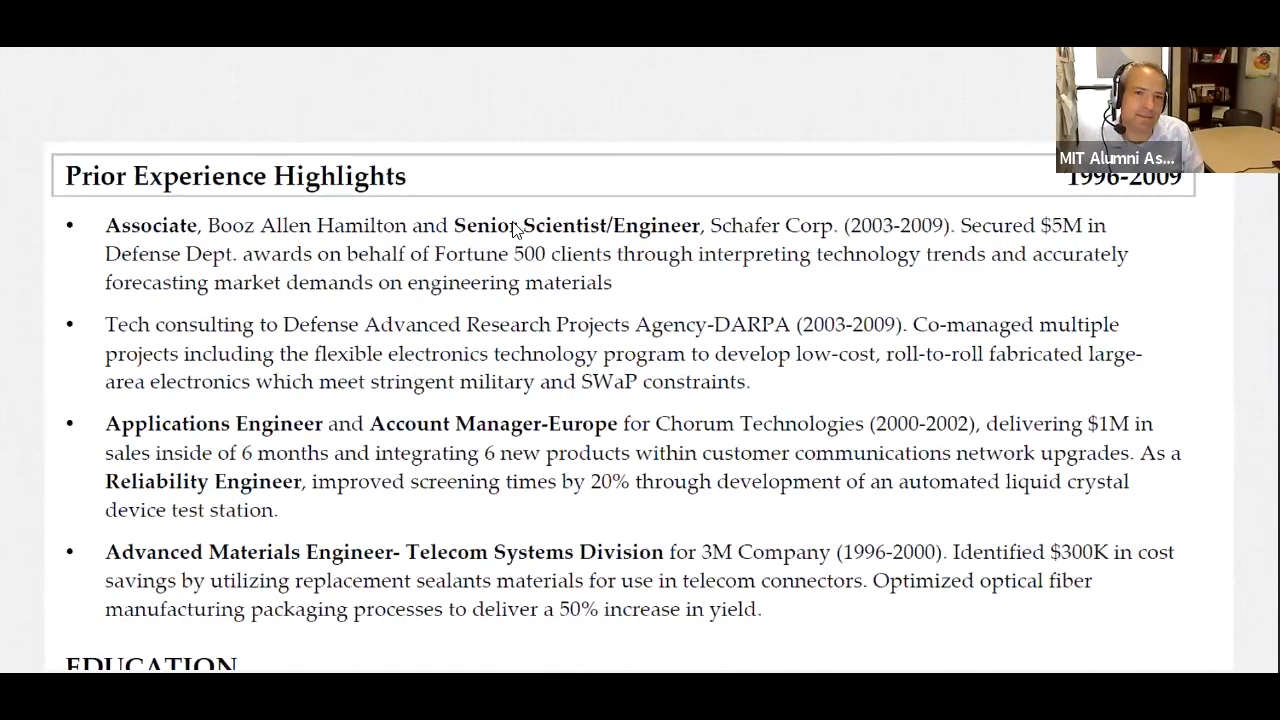 MIT Alumni As...
Prior Experience Highlights 1996-2009
• Associate, Booz Allen Hamilton and Senior Scientist/Engineer, Schafer Corp. (2003-2009). Secured $5M in
Defense Dept. awards on behalf of Fortune 500 clients through interpreting technology trends and accurately
forecasting market demands on engineering materials
• Tech consulting to Defense Advanced Research Projects Agency-DARPA (2003-2009). Co-managed multiple
projects including the flexible electronics technology program to develop low-cost, roll-to-roll fabricated large-
area electronics which meet stringent military and SWaP constraints.
• Applications Engineer and Account Manager-Europe for Chorum Technologies (2000-2002), delivering $1M in
sales inside of 6 months and integrating 6 new products within customer communications network upgrades. As a
Reliability Engineer, improved screening times by 20% through development of an automated liquid crystal
device test station.
• Advanced Materials Engineer- Telecom Systems Division for 3M Company (1996-2000). Identified $300K in cost
savings by utilizing replacement sealants materials for use in telecom connectors. Optimized optical fiber
manufacturing packaging processes to deliver a 50% increase in yield.
EDUCATION